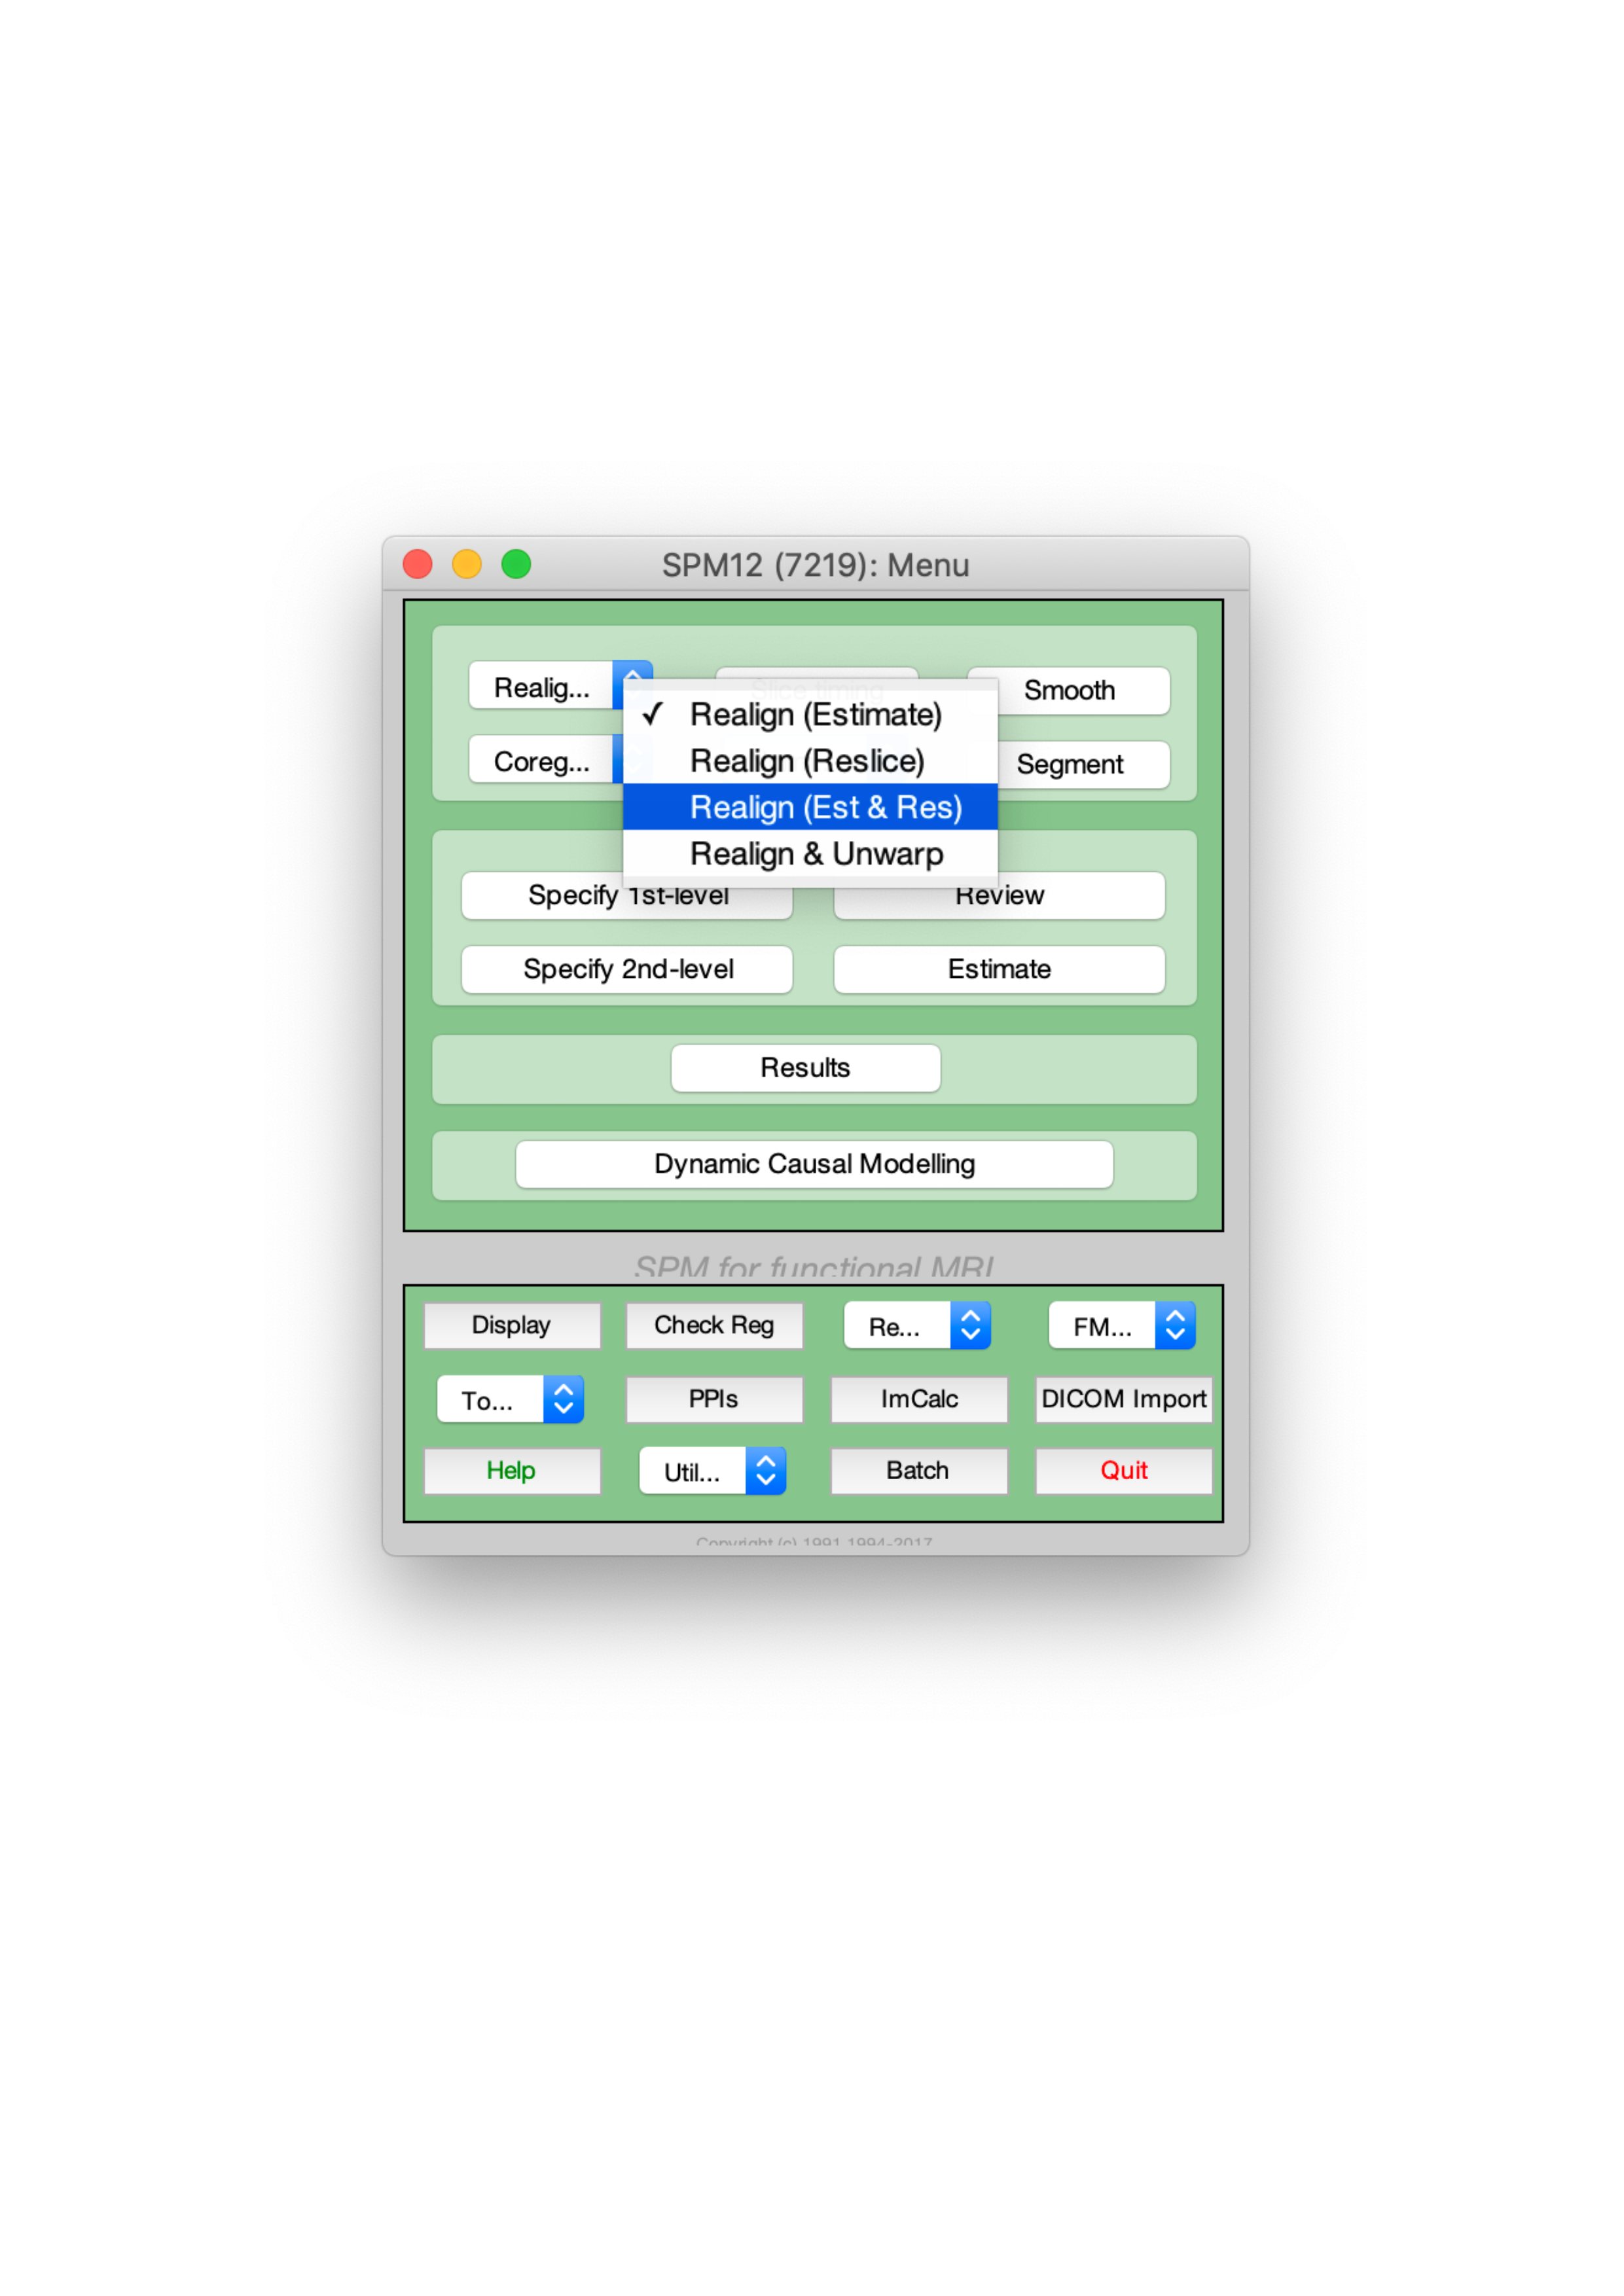 SPM12 (7219): Menu
Realig...
Slice timing
Smooth
✓ Realign (Estimate)
Realign (Reslice)
Realign (Est & Res)
Realign & Unwarp
Coreg...
Segment
Specify 1st-level
Review
Specify 2nd-level
Estimate
Results
Dynamic Causal Modelling
SPM for functional MRI
Display
Check Reg
Re...
FM...
To...
PPIs
ImCalc
DICOM Import
Help
Util...
Batch
Quit
Copyright (c) 1991,1994-2017